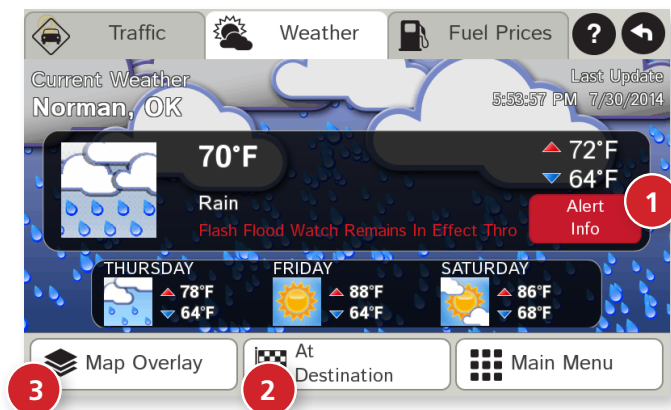 Traffic
Weather
Fuel Prices
?
Current Weather
Last Update
Norman, OK
5:53:57 PM 7/30/2014
70°F
72°F
64°F
Rain
Alert
Info
1
Flash Flood Watch Remains In Effect Thro
THURSDAY
78°F
64°F
FRIDAY
88°F
64°F
SATURDAY
86°F
68°F
Map Overlay
3
At
Destination
2
Main Menu